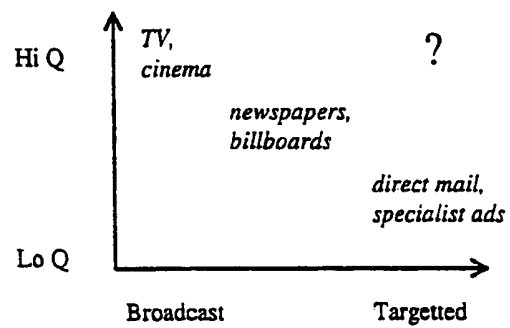 Hi Q
TV,
cinema
?
newspapers,
billboards
direct mail,
specialist ads
Lo Q
Broadcast
Targetted